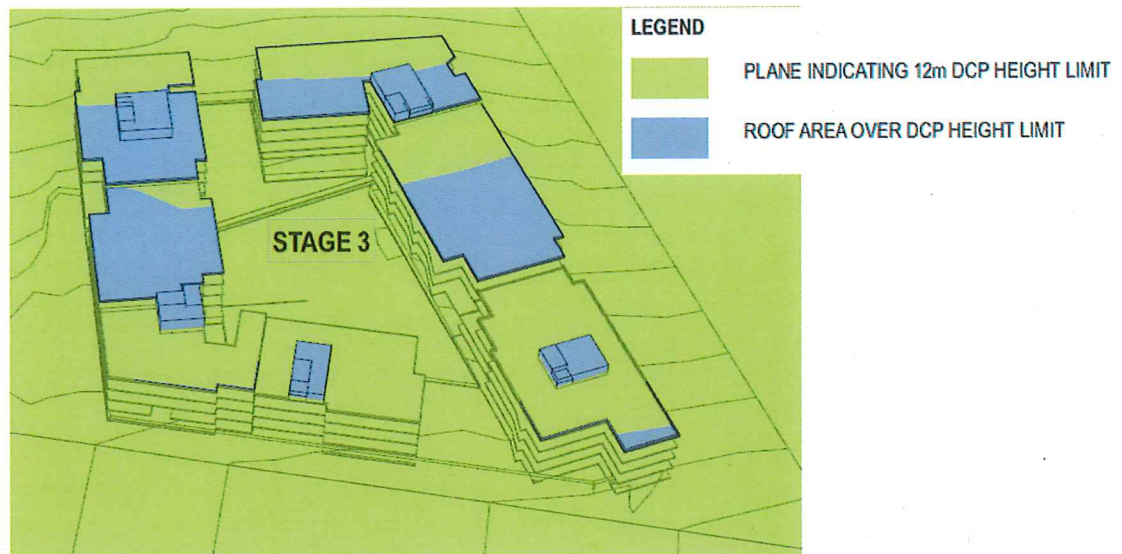 LEGEND
PLANE INDICATING 12m DCP HEIGHT LIMIT
ROOF AREA OVER DCP HEIGHT LIMIT
STAGE 3